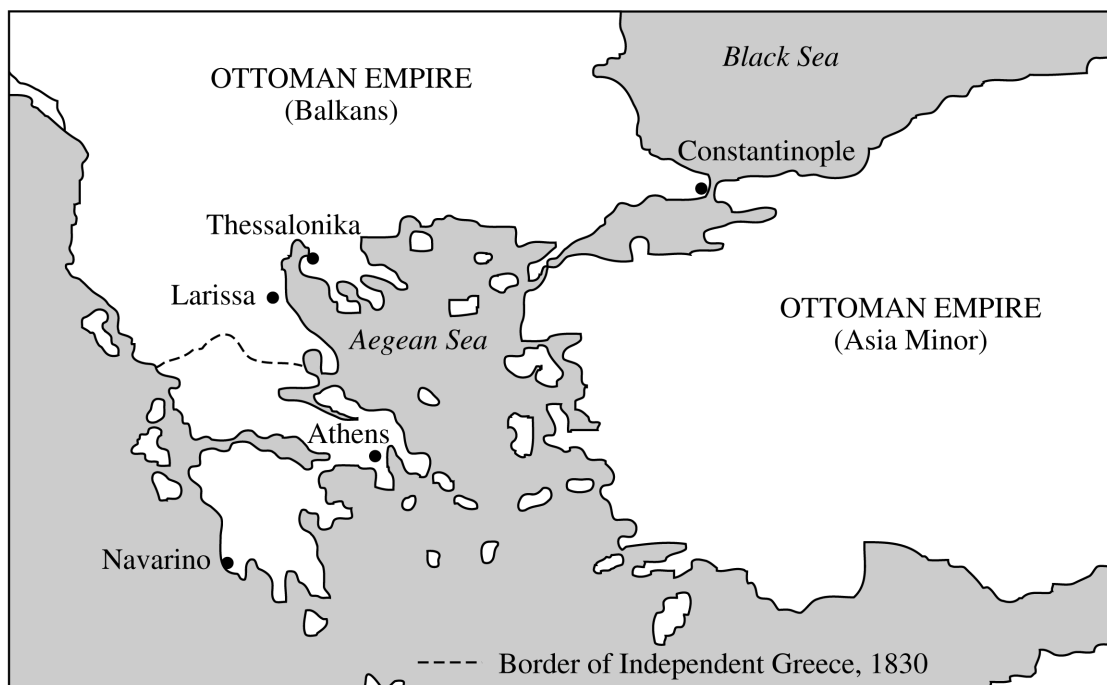 Black Sea
OTTOMAN EMPIRE
(Balkans)
Constantinople
Thessalonika
Larissa
OTTOMAN EMPIRE
(Asia Minor)
Aegean Sea
Athens
Navarino
Border of Independent Greece, 1830